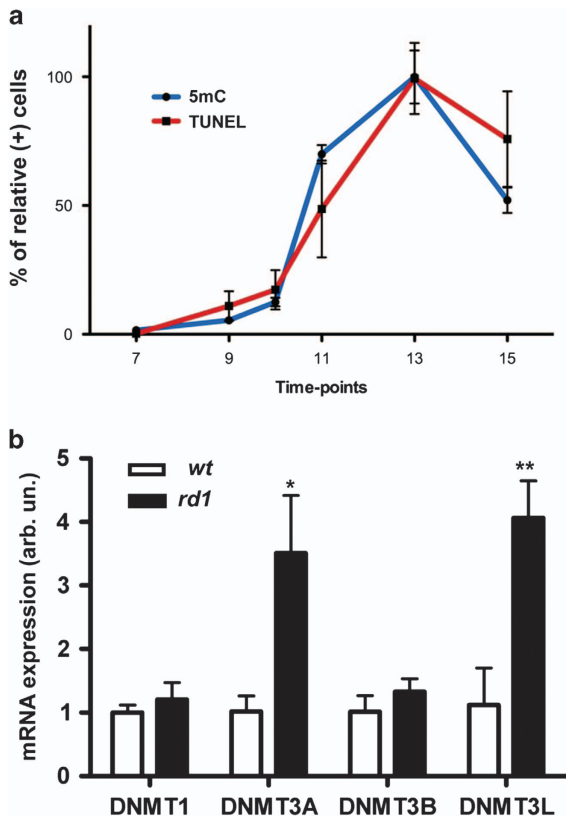 a
% of relative (+) cells
100
50
0
5mC
TUNEL
7 9 10 11 13 15
Time-points
b
mRNA expression (arb. un.)
5
4
3
2
1
0
wt
rd1
*
**
DNMT1 DNMT3A DNMT3B DNMT3L